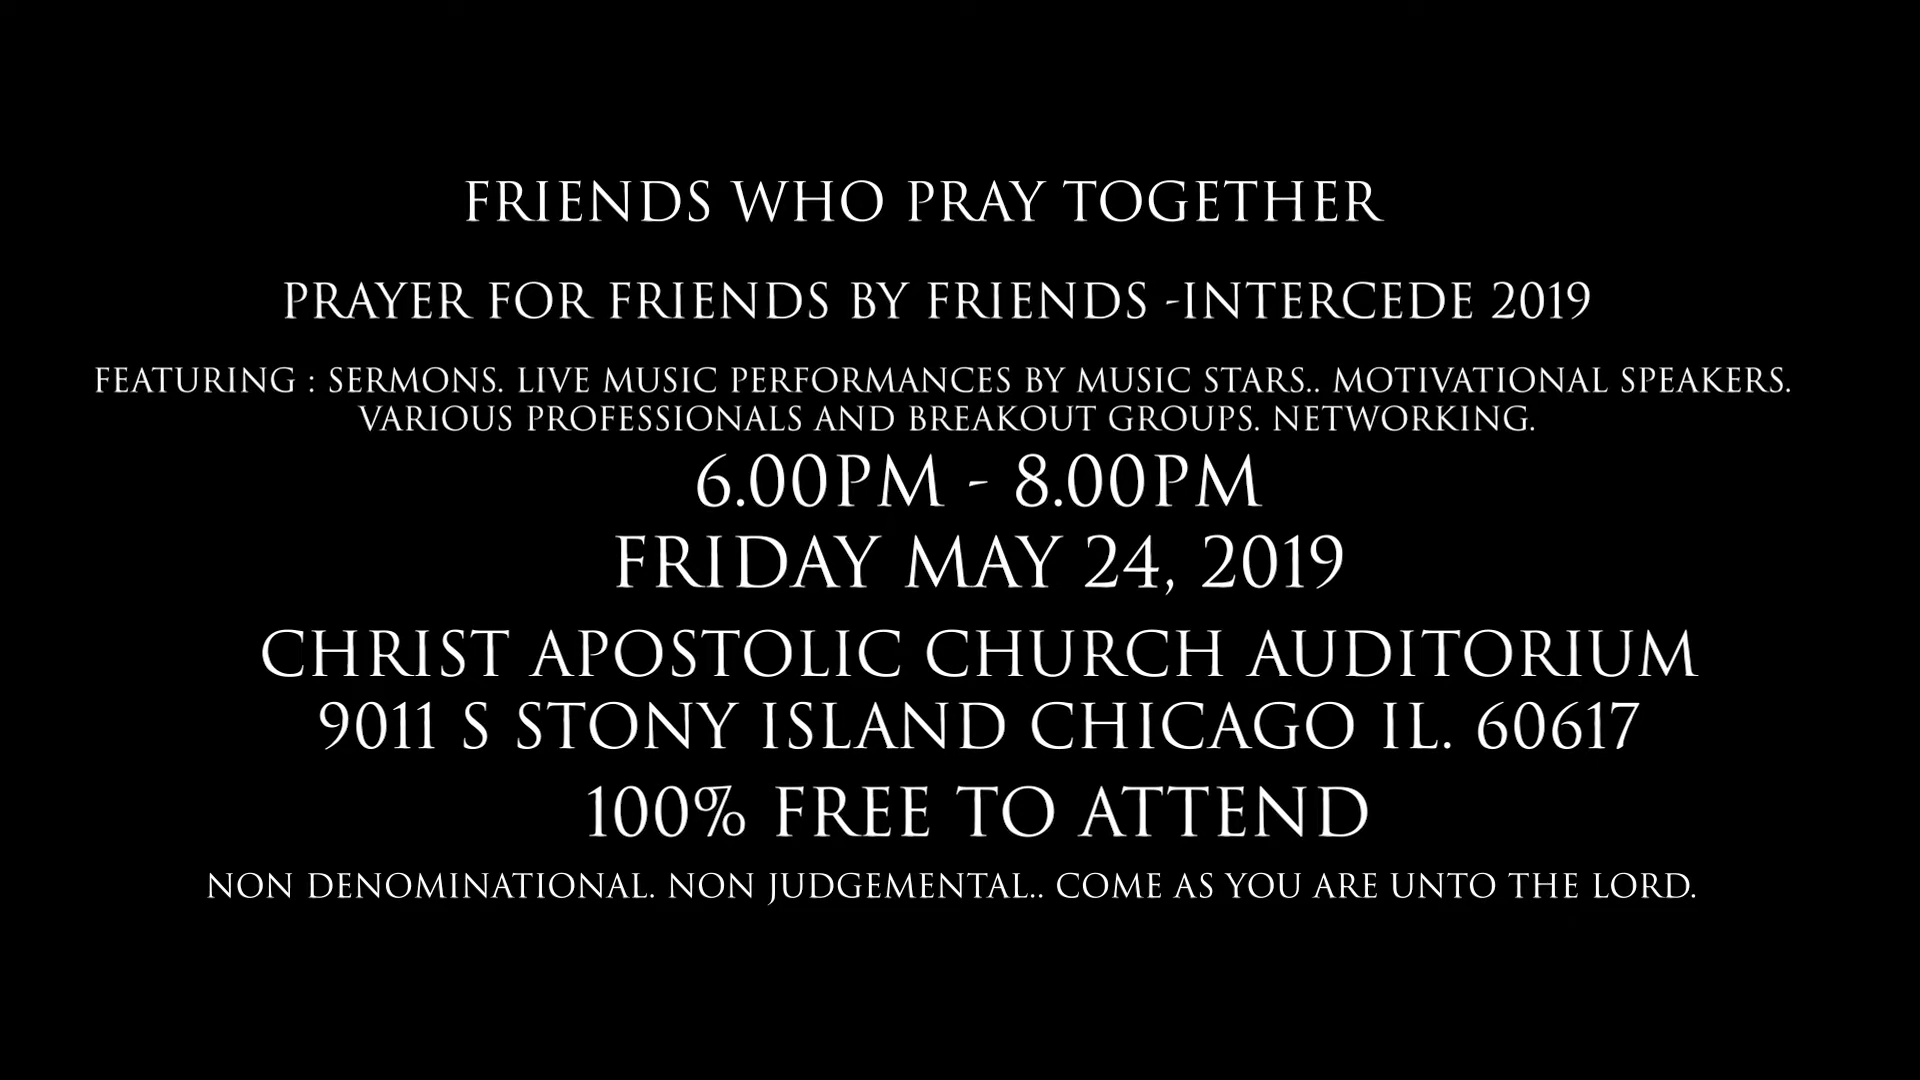 FRIENDS WHO PRAY TOGETHER
PRAYER FOR FRIENDS BY FRIENDS -INTERCEDE 2019
FEATURING : SERMONS. LIVE MUSIC PERFORMANCES BY MUSIC STARS.. MOTIVATIONAL SPEAKERS.
VARIOUS PROFESSIONALS AND BREAKOUT GROUPS. NETWORKING.
6.00PM - 8.00PM
FRIDAY MAY 24, 2019
CHRIST APOSTOLIC CHURCH AUDITORIUM
9011 S STONY ISLAND CHICAGO IL. 60617
100% FREE TO ATTEND
NON DENOMINATIONAL. NON JUDGEMENTAL.. COME AS YOU ARE UNTO THE LORD.